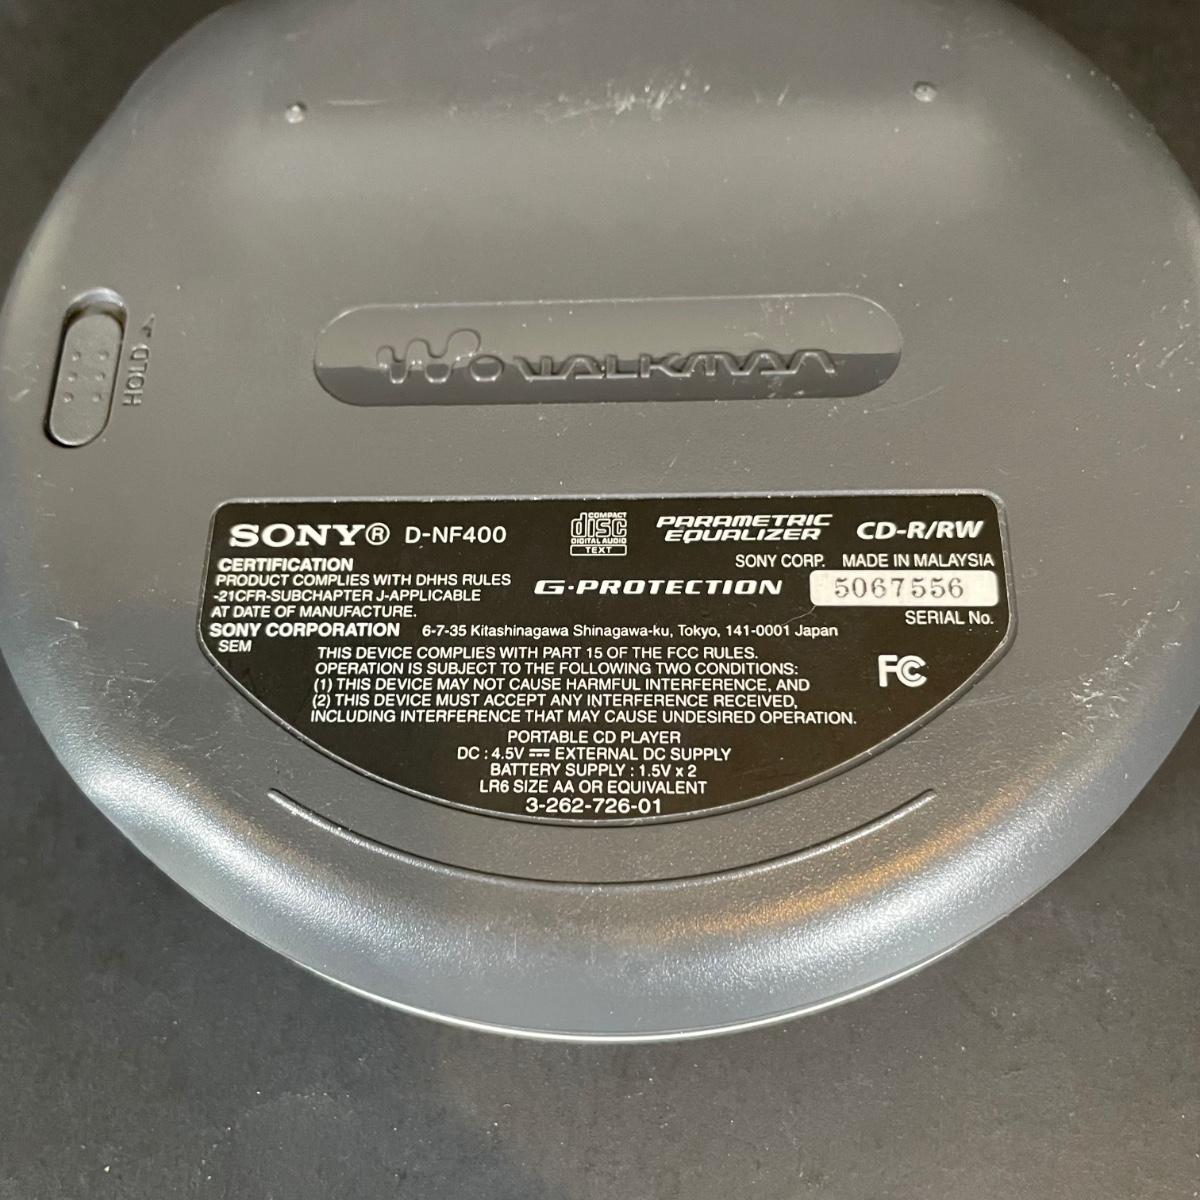 HOLD
WALKMAN
SONY® D-NF400
COMPACT
disc
DIGITAL AUDIO
TEXT
PARAMETRIC
EQUALIZER
CD-R/RW
CERTIFICATION
PRODUCT COMPLIES WITH DHHS RULES
-21CFR-SUBCHAPTER J-APPLICABLE
AT DATE OF MANUFACTURE.
G-PROTECTION
SONY CORP. MADE IN MALAYSIA
5067556
SERIAL No.
SONY CORPORATION 6-7-35 Kitashinagawa Shinagawa-ku, Tokyo, 141-0001 Japan
SEM
THIS DEVICE COMPLIES WITH PART 15 OF THE FCC RULES.
OPERATION IS SUBJECT TO THE FOLLOWING TWO CONDITIONS:
(1) THIS DEVICE MAY NOT CAUSE HARMFUL INTERFERENCE, AND
(2) THIS DEVICE MUST ACCEPT ANY INTERFERENCE RECEIVED,
INCLUDING INTERFERENCE THAT MAY CAUSE UNDESIRED OPERATION.
FC
PORTABLE CD PLAYER
DC : 4.5V ⎓ EXTERNAL DC SUPPLY
BATTERY SUPPLY : 1.5V x 2
LR6 SIZE AA OR EQUIVALENT
3-262-726-01